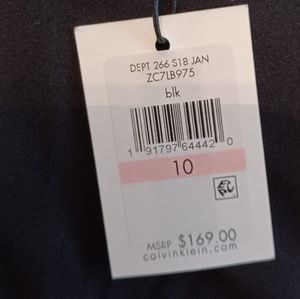 DEPT 266 S18 JAN
ZC7LB975
blk
1 91797 64442 0
10
MSRP $169.00
calvinklein.com